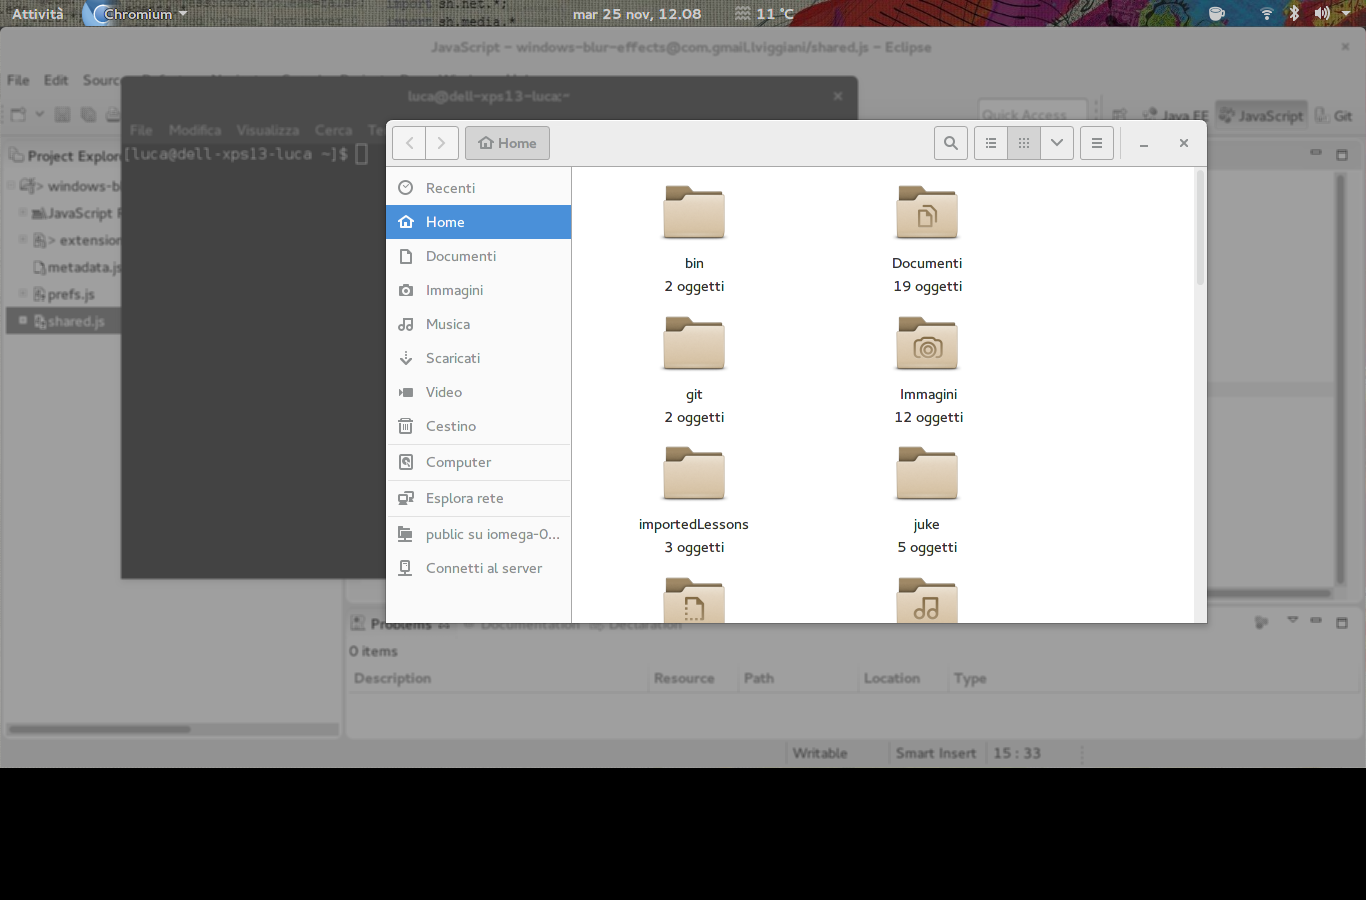 Attività
Chromium
import sh.net.*;
sh.media.*
mar 25 nov, 12.08
11 °C
JavaScript - windows-blur-effects@com.gmail.lviggiani/shared.js - Eclipse
File Edit
Quick Access
Java EE
JavaScript
Git
luca@dell-xps13-luca:~
File Modifica Visualizza Cerca
[luca@dell-xps13-luca ~]$
Project Explor
> windows-b
JavaScript
> extension
metadata.js
prefs.js
shared.js
Home
Recenti
Home
Documenti
Immagini
Musica
Scaricati
Video
Cestino
Computer
Esplora rete
public su iomega-0...
Connetti al server
bin
2 oggetti
Documenti
19 oggetti
git
2 oggetti
Immagini
12 oggetti
importedLessons
3 oggetti
juke
5 oggetti
Problems
Documentation
Declaration
0 items
Description Resource Path Location Type
Writable
Smart Insert
15 : 33